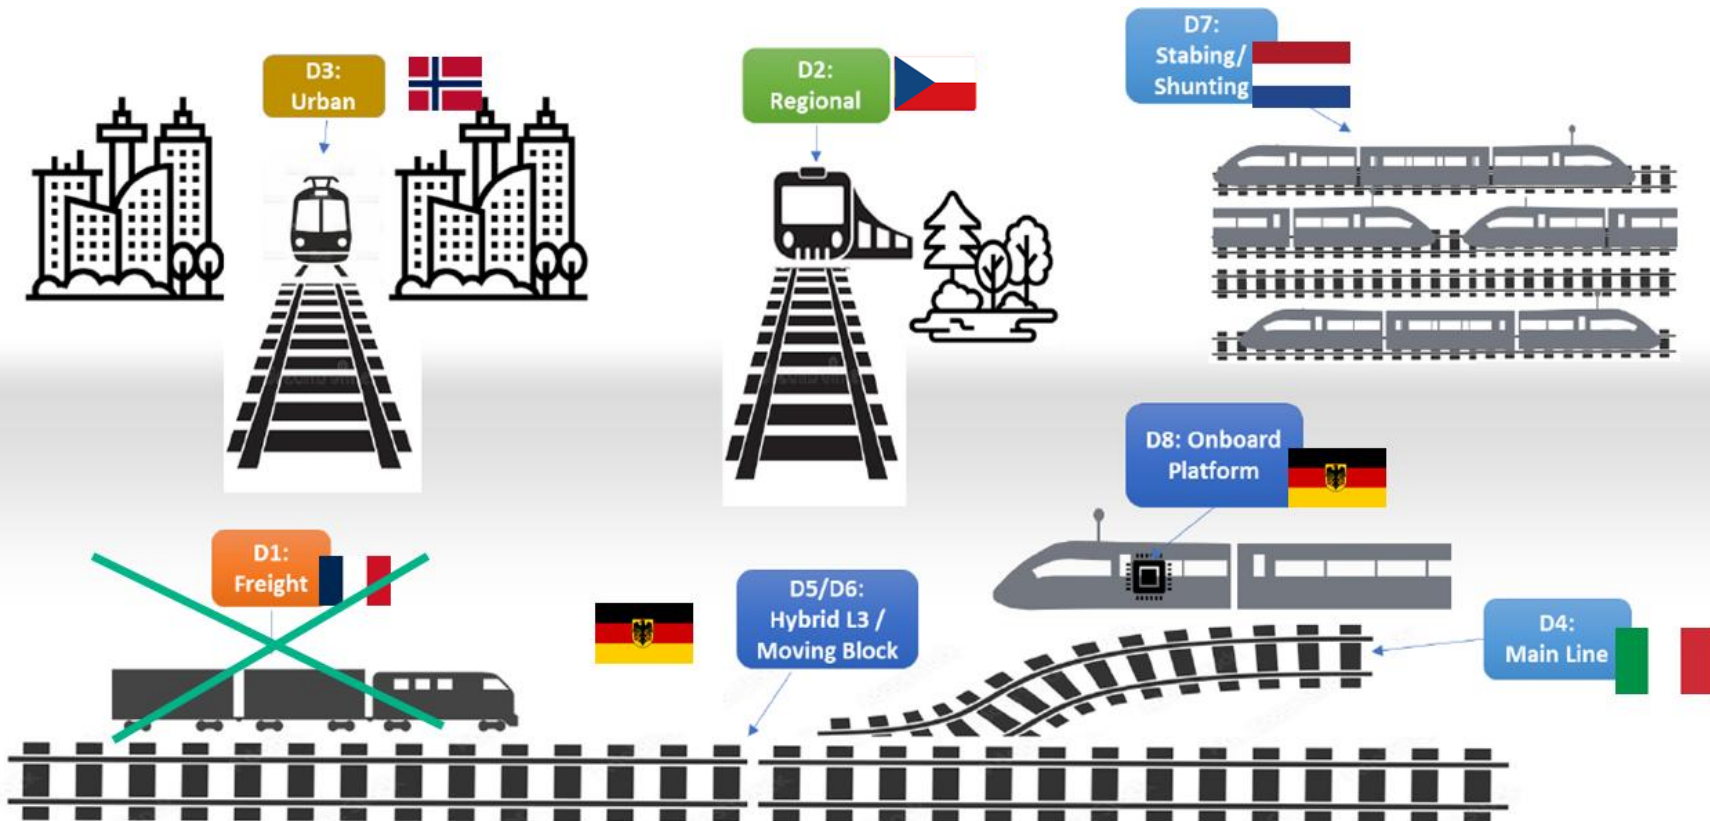 D3:
Urban
D2:
Regional
D7:
Stabing/
Shunting
D8: Onboard
Platform
D1:
Freight
D5/D6:
Hybrid L3 /
Moving Block
D4:
Main Line